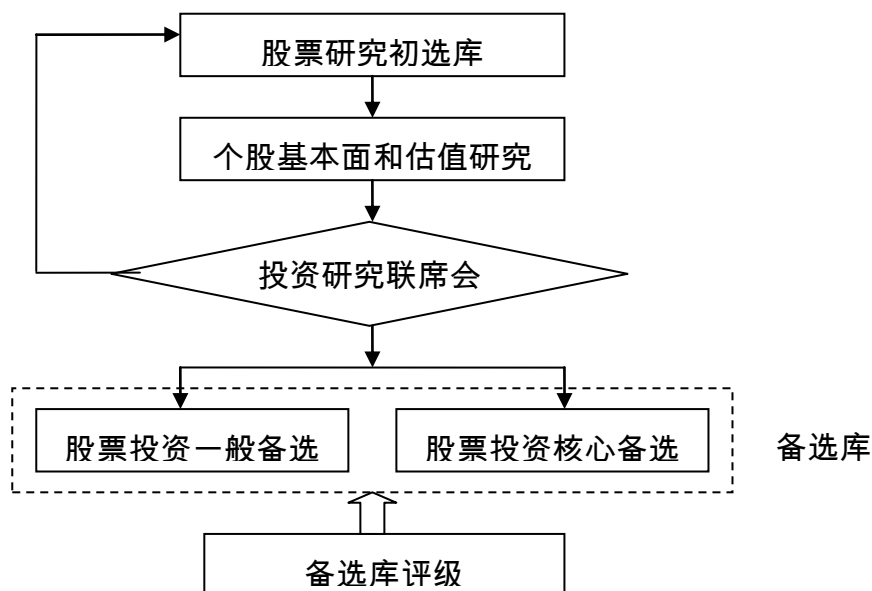 股票研究初选库
个股基本面和估值研究
投资研究联席会
股票投资一般备选
股票投资核心备选
备选库
备选库评级